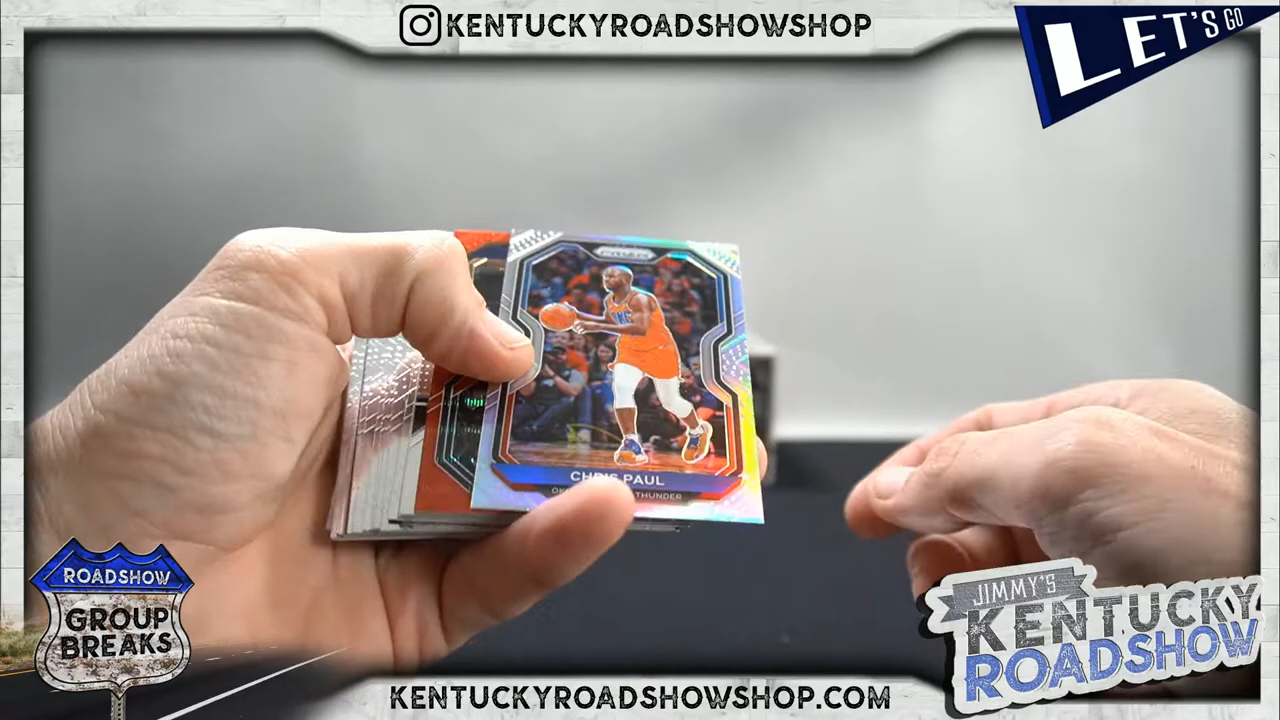 KENTUCKYROADSHOWSHOP
LET'S GO
PRIZM
CHRIS PAUL
THUNDER
ROADSHOW
GROUP
BREAKS
JIMMY'S
KENTUCKY
ROADSHOW
KENTUCKYROADSHOWSHOP.COM